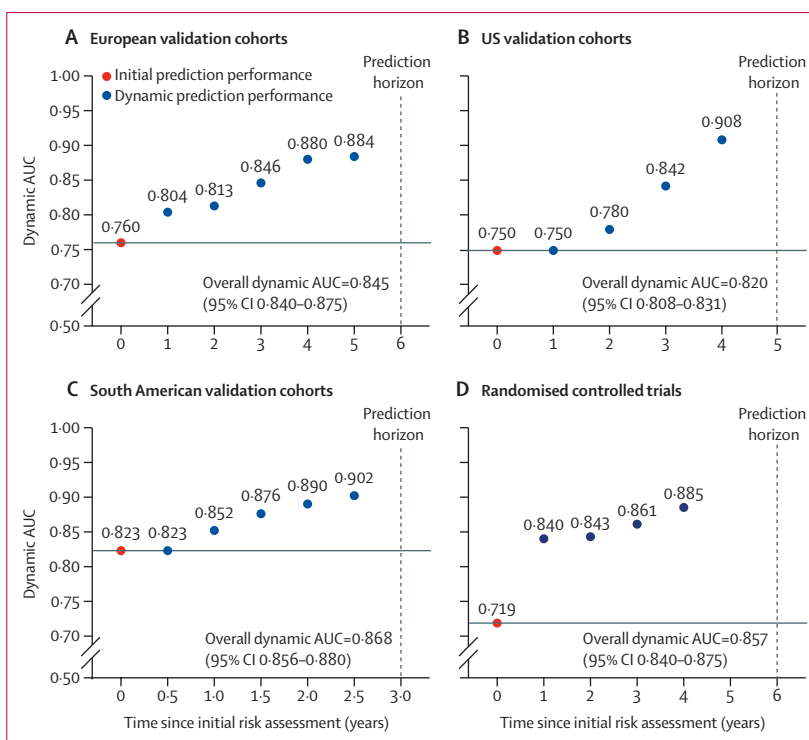 A European validation cohorts
Prediction
horizon
Initial prediction performance
Dynamic prediction performance
Dynamic AUC
1·00
0·95
0·90
0·85
0·80
0·75
0·70
0·50
0·760
0·804
0·813
0·846
0·880
0·884
Overall dynamic AUC=0·845
(95% CI 0·840–0·875)
0 1 2 3 4 5 6
B US validation cohorts
Prediction
horizon
0·750
0·750
0·780
0·842
0·908
Overall dynamic AUC=0·820
(95% CI 0·808–0·831)
0 1 2 3 4 5
C South American validation cohorts
Prediction
horizon
Dynamic AUC
1·00
0·95
0·90
0·85
0·80
0·75
0·70
0·50
0·823
0·823
0·852
0·876
0·890
0·902
Overall dynamic AUC=0·868
(95% CI 0·856–0·880)
0 0·5 1·0 1·5 2·0 2·5 3·0
Time since initial risk assessment (years)
D Randomised controlled trials
Prediction
horizon
0·719
0·840
0·843
0·861
0·885
Overall dynamic AUC=0·857
(95% CI 0·840–0·875)
0 1 2 3 4 5 6
Time since initial risk assessment (years)